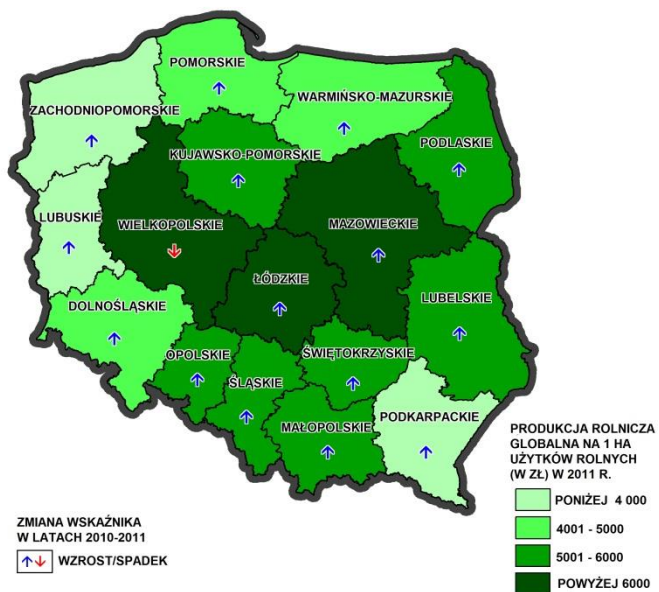 POMORSKIE
WARMIŃSKO-MAZURSKIE
ZACHODNIOPOMORSKIE
PODLASKIE
KUJAWSKO-POMORSKIE
LUBUSKIE
WIELKOPOLSKIE
MAZOWIECKIE
ŁÓDZKIE
LUBELSKIE
DOLNOŚLĄSKIE
OPOLSKIE
ŚWIĘTOKRZYSKIE
ŚLĄSKIE
PODKARPACKIE
MAŁOPOLSKIE
PRODUKCJA ROLNICZA
GLOBALNA NA 1 HA
UŻYTKÓW ROLNYCH
(W ZŁ) W 2011 R.
PONIŻEJ 4 000
4001 - 5000
5001 - 6000
POWYŻEJ 6000
ZMIANA WSKAŹNIKA
W LATACH 2010-2011
WZROST/SPADEK